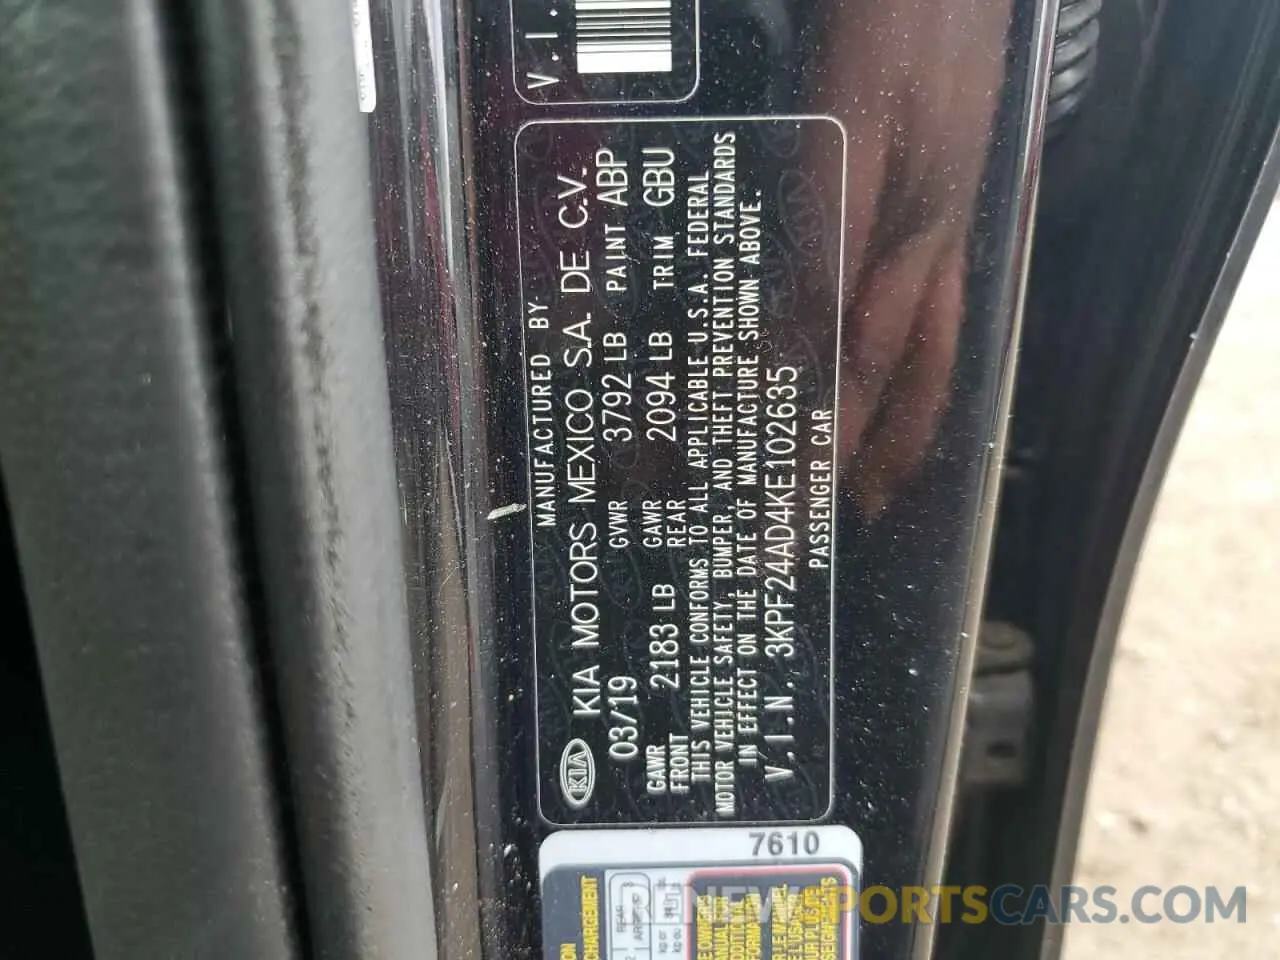 V.I.
MANUFACTURED BY
KIA KIA MOTORS MEXICO S.A. DE C.V.
03/19 GVWR 3792 LB PAINT ABP
GAWR FRONT 2183 LB GAWR REAR 2094 LB TRIM GBU
THIS VEHICLE CONFORMS TO ALL APPLICABLE U.S.A. FEDERAL
MOTOR VEHICLE SAFETY, BUMPER, AND THEFT PREVENTION STANDARDS
IN EFFECT ON THE DATE OF MANUFACTURE SHOWN ABOVE.
V.I.N. 3KPF24AD4KE102635
PASSENGER CAR
7610
CHARGEMENT
REAR
RENEWSPORTSCARS.COM